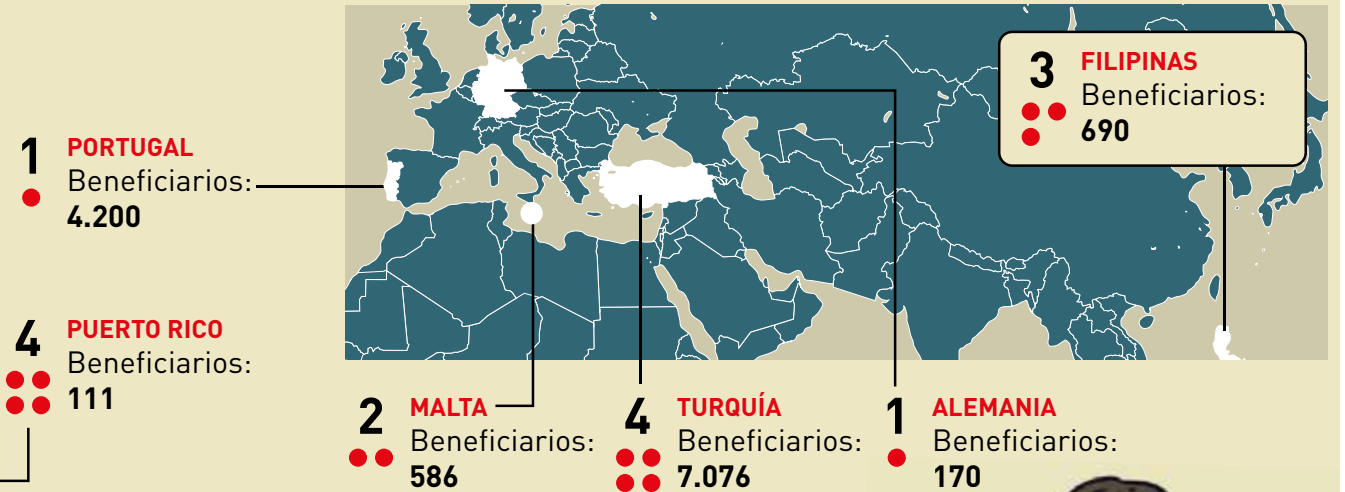 1 PORTUGAL
Beneficiarios:
4.200
4 PUERTO RICO
Beneficiarios:
111
3 FILIPINAS
Beneficiarios:
690
2 MALTA
Beneficiarios:
586
4 TURQUÍA
Beneficiarios:
7.076
1 ALEMANIA
Beneficiarios:
170